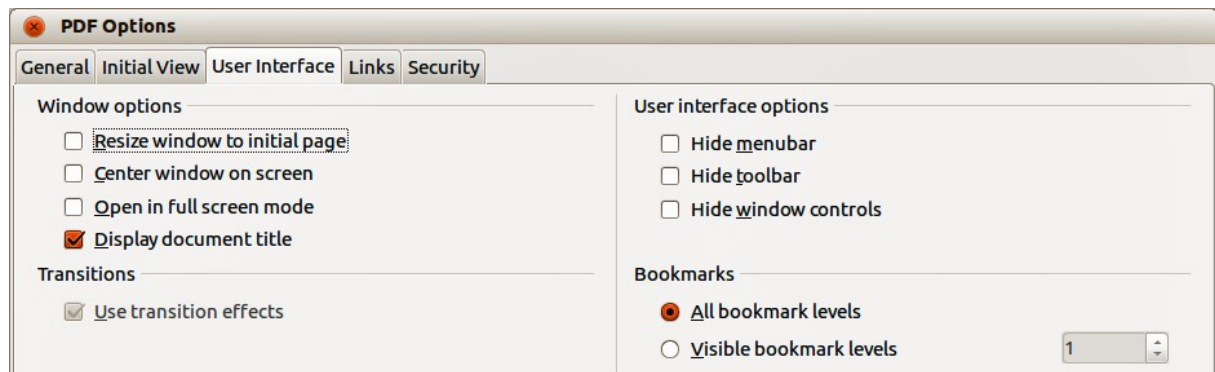 PDF Options
General Initial View User Interface Links Security
Window options
Resize window to initial page
Center window on screen
Open in full screen mode
Display document title
Transitions
Use transition effects
User interface options
Hide menubar
Hide toolbar
Hide window controls
Bookmarks
All bookmark levels
Visible bookmark levels 1